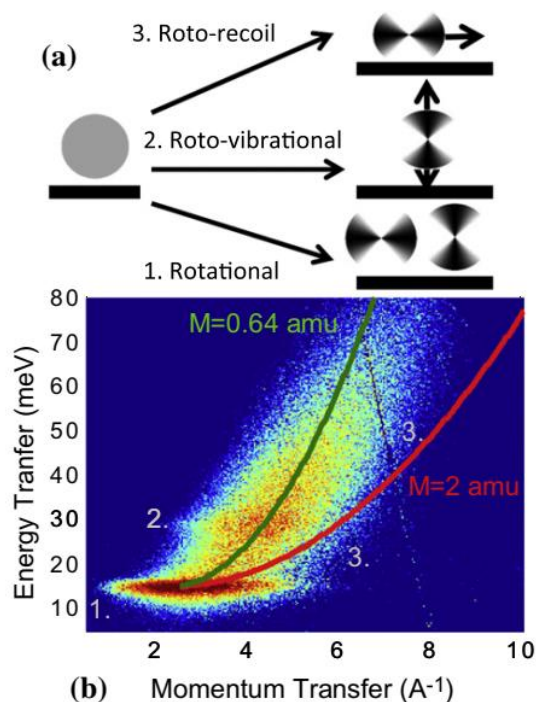 3. Roto-recoil
(a)
2. Roto-vibrational
1. Rotational
80
M=0.64 amu
70
60
50
3.
M=2 amu
40
30
2.
20
3.
10
1.
Energy Tranfer (meV)
2
4
6
8
10
(b) Momentum Transfer (A⁻¹)